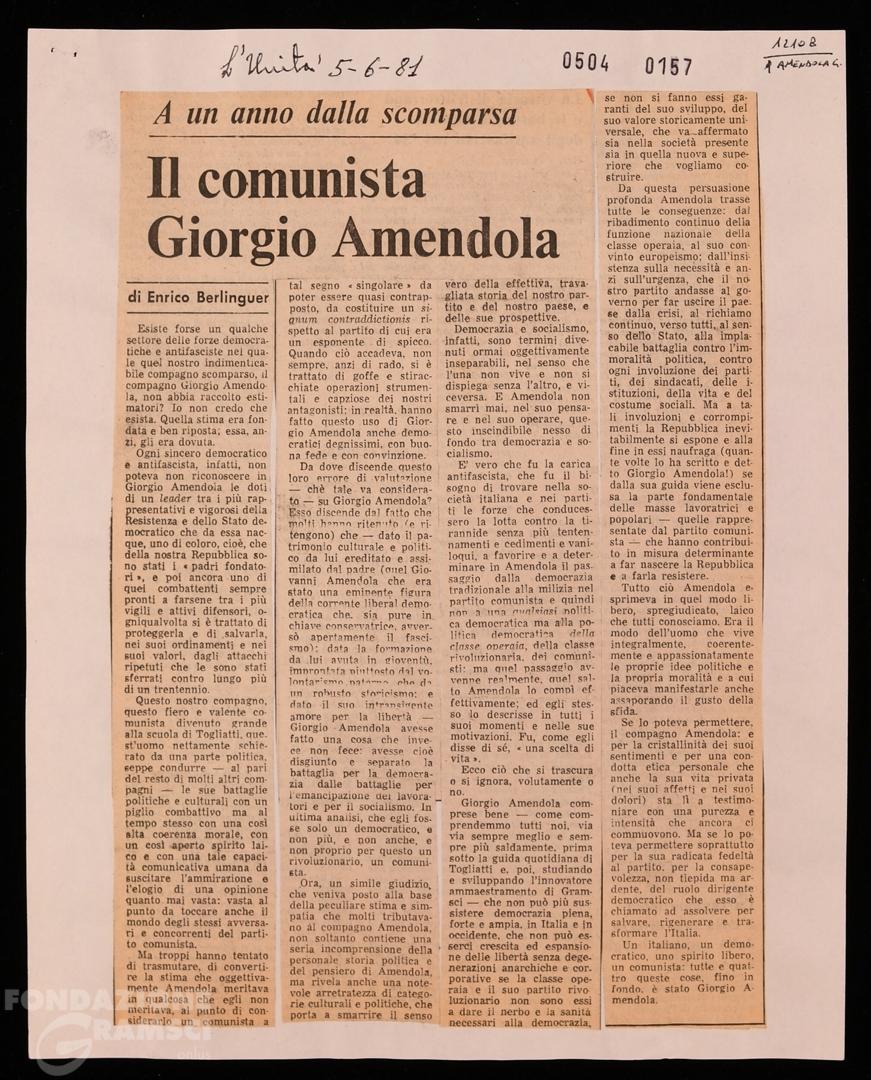 L'Unità 5-6-81
0504 0157
12108
AMENDOLA G.
A un anno dalla scomparsa
Il comunista
Giorgio Amendola
di Enrico Berlinguer
Esiste forse un qualche
settore delle forze democra-
tiche e antifasciste nel qua-
le quel nostro indimentica-
bile compagno scomparso, il
compagno Giorgio Amendo-
la, non abbia raccolto esti-
matori? Io non credo che
esista. Quella stima era fon-
data e ben riposta; essa, an-
zi, gli era dovuta.
Ogni sincero democratico
e antifascista, infatti, non
poteva non riconoscere in
Giorgio Amendola le doti
di un leader tra i più rap-
presentativi e vigorosi della
Resistenza e dello Stato de-
mocratico che da essa nac-
que, uno di coloro, cioè, che
della nostra Repubblica so-
no stati i « padri fondato-
ri », e poi ancora uno di
quei combattenti sempre
pronti a farsene tra i più
vigili e attivi difensori, o-
gniqualvolta si è trattato di
proteggerla e di salvarla,
nei suoi ordinamenti e nei
suoi valori, dagli attacchi
ripetuti che le sono stati
sferrati contro lungo più
di un trentennio.
Questo nostro compagno,
questo fiero e valente co-
munista divenuto grande
alla scuola di Togliatti, que-
st'uomo nettamente schie-
rato da una parte politica,
seppe condurre — al pari
del resto di molti altri com-
pagni — le sue battaglie
politiche e culturali con un
piglio combattivo ma al
tempo stesso con una così
alta coerenza morale, con
un così aperto spirito lai-
co e con una tale capaci-
tà comunicativa umana da
suscitare l'ammirazione e
l'elogio di una opinione
quanto mai vasta: vasta al
punto da toccare anche il
mondo degli stessi avversa-
ri e concorrenti del parti-
to comunista.
Ma troppi hanno tentato
di trasmutare, di converti-
re la stima che oggettiva-
mente Amendola meritava
in qualcosa che egli non
meritava, al punto di con-
siderarlo un comunista a
tal segno « singolare » da
poter essere quasi contrap-
posto, da costituire un si-
gnum contraddictionis ri-
spetto al partito di cui era
un esponente di spicco.
Quando ciò accadeva, non
sempre, anzi di rado, si è
trattato di goffe e stirac-
chiate operazioni strumen-
tali e capziose dei nostri
antagonisti; in realtà, hanno
fatto questo uso di Gior-
gio Amendola anche demo-
cratici degnissimi, con buo-
na fede e con convinzione.
Da dove discende questo
loro errore di valutazione
— chè tale va considera-
to — su Giorgio Amendola?
Esso discende dal fatto che
molti hanno ritenuto (e ri-
tengono) che — dato il pa-
trimonio culturale e politi-
co da lui ereditato e assi-
milato dal padre (quel Gio-
vanni Amendola che era
stato una eminente figura
della corrente liberal demo-
cratica che, sia pure in
chiave conservatrice, avver-
sò apertamente il fasci-
smo); data la formazione
da lui avuta in gioventù,
improntata piuttosto dal vo-
lontarismo paterno che da
un robusto storicismo; e
dato il suo intransigente
amore per la libertà —
Giorgio Amendola avesse
fatto una cosa che inve-
ce non fece: avesse cioè
disgiunto e separato la
battaglia per la democra-
zia dalle battaglie per
l'emancipazione dei lavora-
tori e per il socialismo. In
ultima analisi, che egli fos-
se solo un democratico, e
non più, e non anche, e
non proprio per questo un
rivoluzionario, un comuni-
sta.
Ora, un simile giudizio,
che veniva posto alla base
della peculiare stima e sim-
patia che molti tributava-
no al compagno Amendola,
non soltanto contiene una
seria incomprensione della
personale storia politica e
del pensiero di Amendola,
ma rivela anche una note-
vole arretratezza di catego-
rie culturali e politiche, che
porta a smarrire il senso
vero della effettiva, trava-
gliata storia del nostro par-
tito e del nostro paese, e
delle sue prospettive.
Democrazia e socialismo,
infatti, sono termini dive-
nuti ormai oggettivamente
inseparabili, nel senso che
l'una non vive e non si
dispiega senza l'altro, e vi-
ceversa. E Amendola non
smarrì mai, nel suo pensa-
re e nel suo operare, que-
sto inscindibile nesso di
fondo tra democrazia e so-
cialismo.
E' vero che fu la carica
antifascista, che fu il bi-
sogno di trovare nella so-
cietà italiana e nei parti-
ti le forze che conduces-
sero la lotta contro la ti-
rannide senza più tenten-
namenti e cedimenti e vani-
loqui, a favorire e a deter-
minare in Amendola il pas-
saggio dalla democrazia
tradizionale alla milizia nel
partito comunista e quindi
non a una qualsiasi politi-
ca democratica ma alla po-
litica democratica della
classe operaia, della classe
rivoluzionaria, dei comuni-
sti: ma quel passaggio av-
venne realmente, quel sal-
to Amendola lo compì ef-
fettivamente; ed egli stes-
so lo descrisse in tutti i
suoi momenti e nelle sue
motivazioni. Fu, come egli
disse di sé, « una scelta di
vita ».
Ecco ciò che si trascura
o si ignora, volutamente o
no.
Giorgio Amendola com-
prese bene — come com-
prendemmo tutti noi, via
via sempre meglio e sem-
pre più saldamente, prima
sotto la guida quotidiana di
Togliatti e, poi, studiando
e sviluppando l'innovatore
ammaestramento di Gram-
sci — che non può più sus-
sistere democrazia plena,
forte e ampia, in Italia e in
occidente, che non può es-
serci crescita ed espansio-
ne delle libertà senza dege-
nerazioni anarchiche e cor-
porative se la classe ope-
raia e il suo partito rivo-
luzionario non sono essi
a dare il nerbo e la sanità
necessari alla democrazia,
se non si fanno essi ga-
ranti del suo sviluppo, del
suo valore storicamente uni-
versale, che va affermato
sia nella società presente
sia in quella nuova e supe-
riore che vogliamo co-
struire.
Da questa persuasione
profonda Amendola trasse
tutte le conseguenze: dal
ribadimento continuo della
funzione nazionale della
classe operaia, al suo con-
vinto europeismo; dall'insi-
stenza sulla necessità e an-
zi sull'urgenza, che il no-
stro partito andasse al go-
verno per far uscire il pae-
se dalla crisi, al richiamo
continuo, verso tutti, al sen-
so dello Stato, alla impla-
cabile battaglia contro l'im-
moralità politica, contro
ogni involuzione dei parti-
ti, dei sindacati, delle i-
stituzioni, della vita e del
costume sociali. Ma a ta-
li involuzioni e corrompi-
menti la Repubblica inevi-
tabilmente si espone e alla
fine in essi naufraga (quan-
te volte lo ha scritto e det-
to Giorgio Amendola!) se
dalla sua guida viene esclu-
sa la parte fondamentale
delle masse lavoratrici e
popolari — quelle rappre-
sentate dal partito comuni-
sta — che hanno contribui-
to in misura determinante
a far nascere la Repubblica
e a farla resistere.
Tutto ciò Amendola e-
sprimeva in quel modo li-
bero, spregiudicato, laico
che tutti conosciamo. Era il
modo dell'uomo che vive
integralmente, coerente-
mente e appassionatamente
le proprie idee politiche e
la propria moralità e a cui
piaceva manifestarle anche
assaporando il gusto della
sfida.
Se lo poteva permettere,
il compagno Amendola: e
per la cristallinità dei suoi
sentimenti e per una con-
dotta etica personale che
anche la sua vita privata
(nei suoi affetti e nei suoi
dolori) sta lì a testimo-
niare con una purezza e
intensità che ancora ci
commuovono. Ma se lo po-
teva permettere soprattutto
per la sua radicata fedeltà
al partito, per la consape-
volezza, non tiepida ma ar-
dente, del ruolo dirigente
democratico che esso è
chiamato ad assolvere per
salvare, rigenerare e tra-
sformare l'Italia.
Un italiano, un demo-
cratico, uno spirito libero,
un comunista: tutte e quat-
tro queste cose, fino in
fondo, è stato Giorgio A-
mendola.
FONDAZIONE
GRAMSCI
onlus